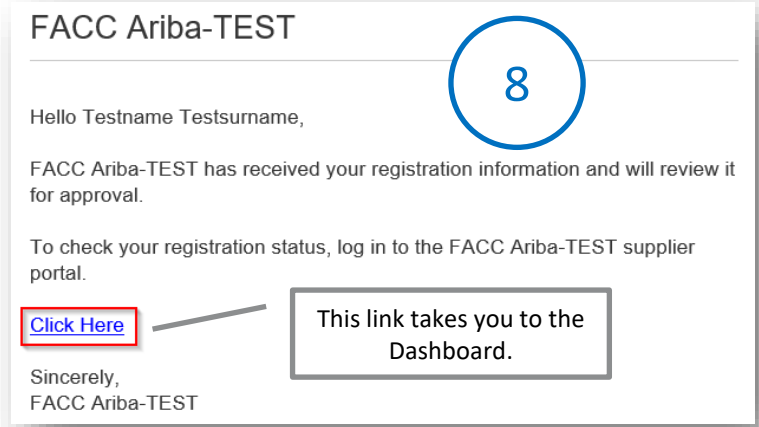 FACC Ariba-TEST
8
Hello Testname Testsurname,
FACC Ariba-TEST has received your registration information and will review it
for approval.
To check your registration status, log in to the FACC Ariba-TEST supplier
portal.
Click Here
This link takes you to the
Dashboard.
Sincerely,
FACC Ariba-TEST